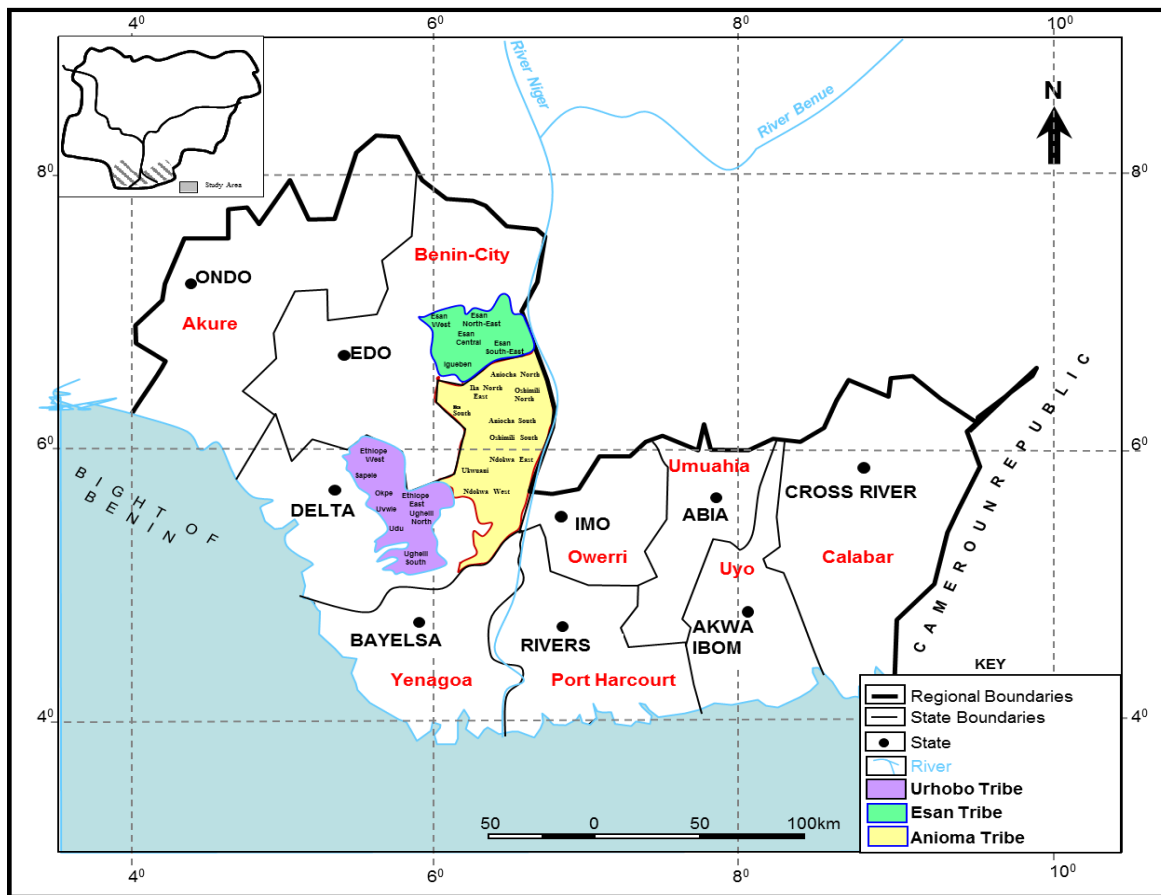 4⁰
6⁰
8⁰
10⁰
Study Area
River Niger
River Benue
N
8⁰
8⁰
Benin-City
ONDO
Akure
EDO
Esan
West
Esan
North-East
Esan
Central
Esan
South-East
Igueben
Aniocha North
Ika North
East
Oshimili
North
Ika
South
Aniocha South
Oshimili South
Ndokwa East
Ukwuani
Ndokwa West
6⁰
6⁰
Ethiope
West
Sapele
Okpe
Uvwie
Ethiope
East
Ughelli
North
Udu
Ughelli
South
DELTA
BIGHT OF
BENIN
Umuahia
ABIA
IMO
Owerri
CROSS RIVER
Calabar
Uyo
AKWA
IBOM
BAYELSA
Yenagoa
RIVERS
Port Harcourt
CAMEROUN REPUBLIC
4⁰
4⁰
KEY
Regional Boundaries
State Boundaries
State
River
Urhobo Tribe
Esan Tribe
Anioma Tribe
50 0 50 100km
4⁰
6⁰
8⁰
10⁰